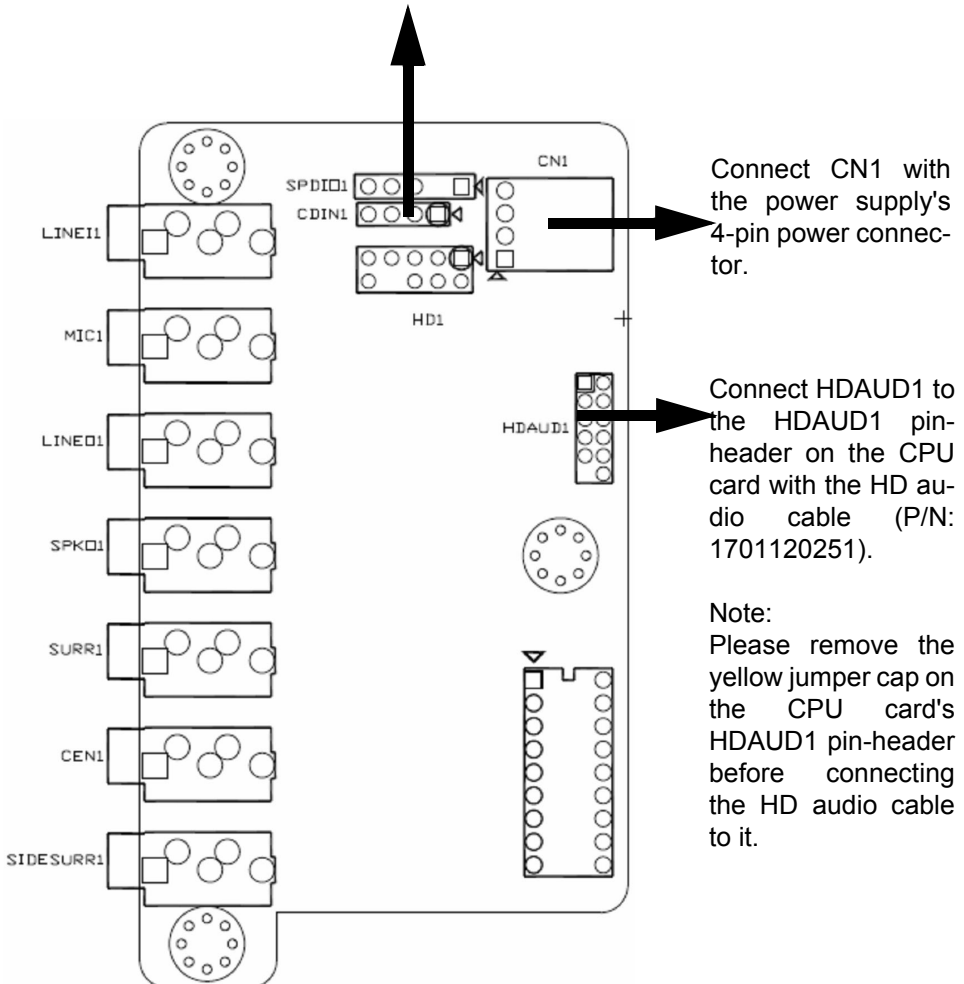 CN1
SPDIO1
CDIN1
LINEI1
HD1
MIC1
HDAUD1
LINEO1
SPKO1
SURR1
CEN1
SIDESURR1
Connect CN1 with
the power supply's
4-pin power connec-
tor.
Connect HDAUD1 to
the HDAUD1 pin-
header on the CPU
card with the HD au-
dio cable (P/N:
1701120251).
Note:
Please remove the
yellow jumper cap on
the CPU card's
HDAUD1 pin-header
before connecting
the HD audio cable
to it.